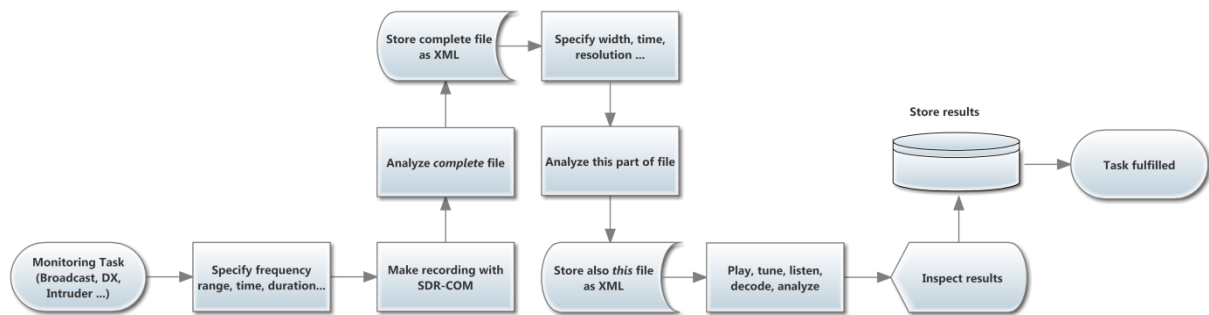 Monitoring Task
(Broadcast, DX,
Intruder ...)
Specify frequency
range, time, duration...
Make recording with
SDR-COM
Analyze complete file
Store complete file
as XML
Specify width, time,
resolution ...
Analyze this part of file
Store also this file
as XML
Play, tune, listen,
decode, analyze
Inspect results
Store results
Task fulfilled